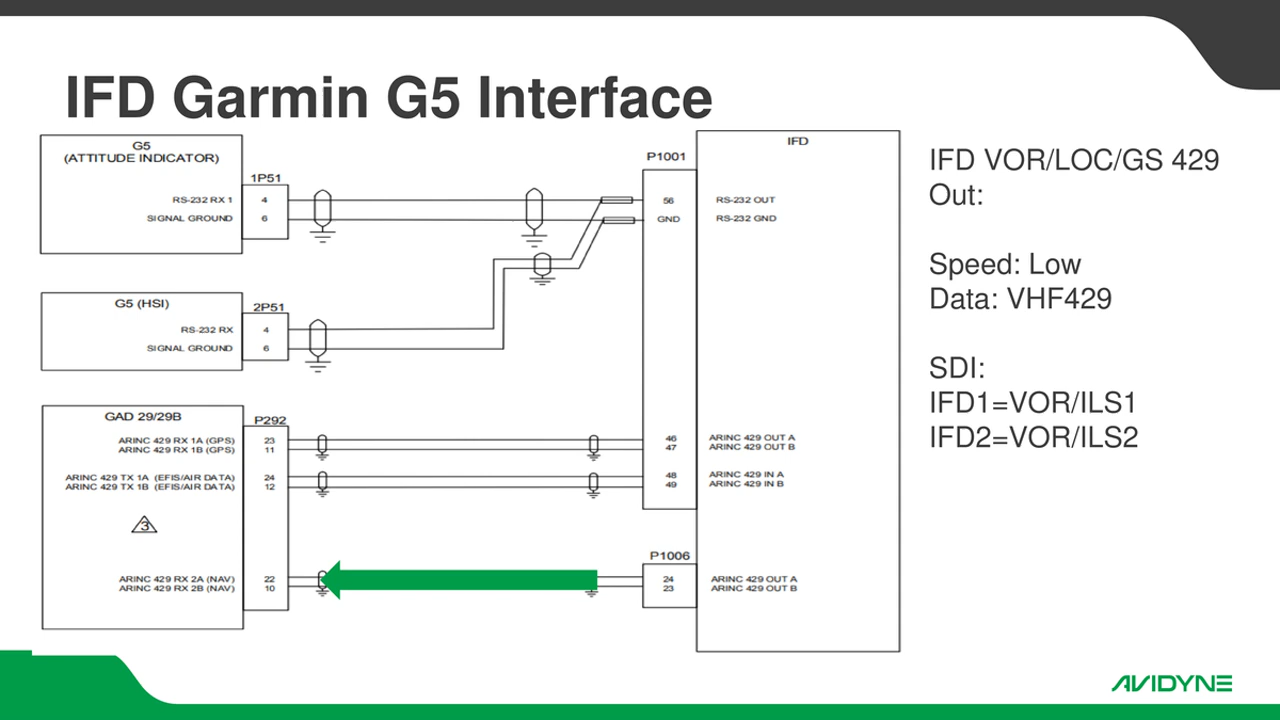 IFD Garmin G5 Interface
G5
(ATTITUDE INDICATOR)
1P51
RS-232 RX 1 4
SIGNAL GROUND 6
G5 (HSI)
2P51
RS-232 RX 4
SIGNAL GROUND 6
GAD 29/29B
P292
ARINC 429 RX 1A (GPS) 23
ARINC 429 RX 1B (GPS) 11
ARINC 429 TX 1A (EFIS/AIR DATA) 24
ARINC 429 TX 1B (EFIS/AIR DATA) 12
3
ARINC 429 RX 2A (NAV) 22
ARINC 429 RX 2B (NAV) 10
IFD
P1001
56 RS-232 OUT
GND RS-232 GND
46 ARINC 429 OUT A
47 ARINC 429 OUT B
48 ARINC 429 IN A
49 ARINC 429 IN B
P1006
24 ARINC 429 OUT A
23 ARINC 429 OUT B
IFD VOR/LOC/GS 429
Out:
Speed: Low
Data: VHF429
SDI:
IFD1=VOR/ILS1
IFD2=VOR/ILS2
AVIDYNE